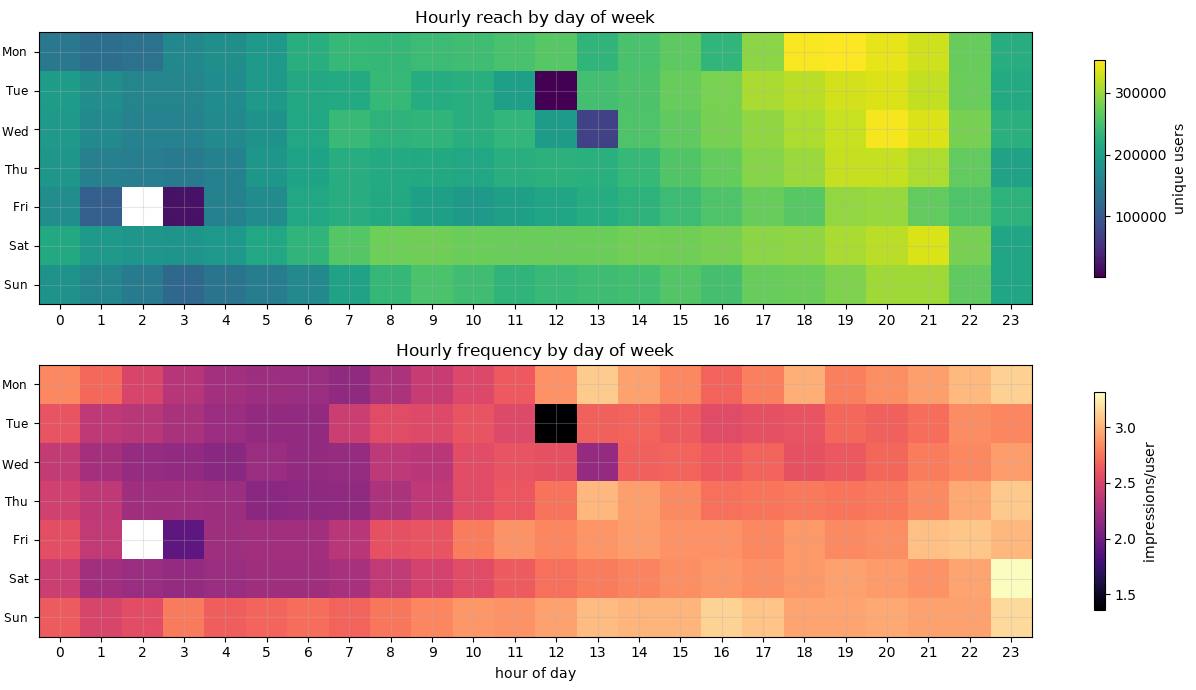 Hourly reach by day of week
Mon
Tue
Wed
Thu
Fri
Sat
Sun
0 1 2 3 4 5 6 7 8 9 10 11 12 13 14 15 16 17 18 19 20 21 22 23
300000
200000
100000
unique users
Hourly frequency by day of week
Mon
Tue
Wed
Thu
Fri
Sat
Sun
0 1 2 3 4 5 6 7 8 9 10 11 12 13 14 15 16 17 18 19 20 21 22 23
hour of day
3.0
2.5
2.0
1.5
impressions/user